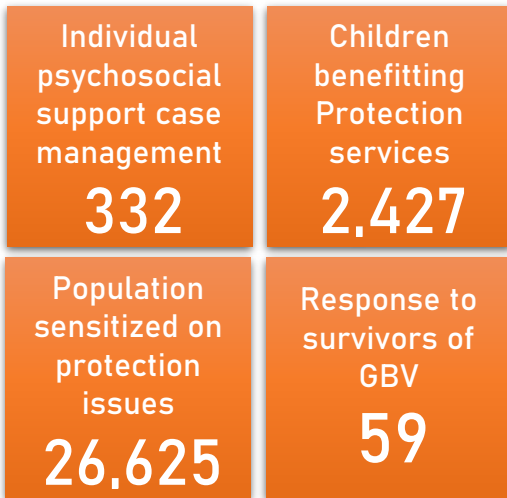 Individual
psychosocial
support case
management
332
Children
benefitting
Protection
services
2,427
Population
sensitized on
protection
issues
26,625
Response to
survivors of
GBV
59